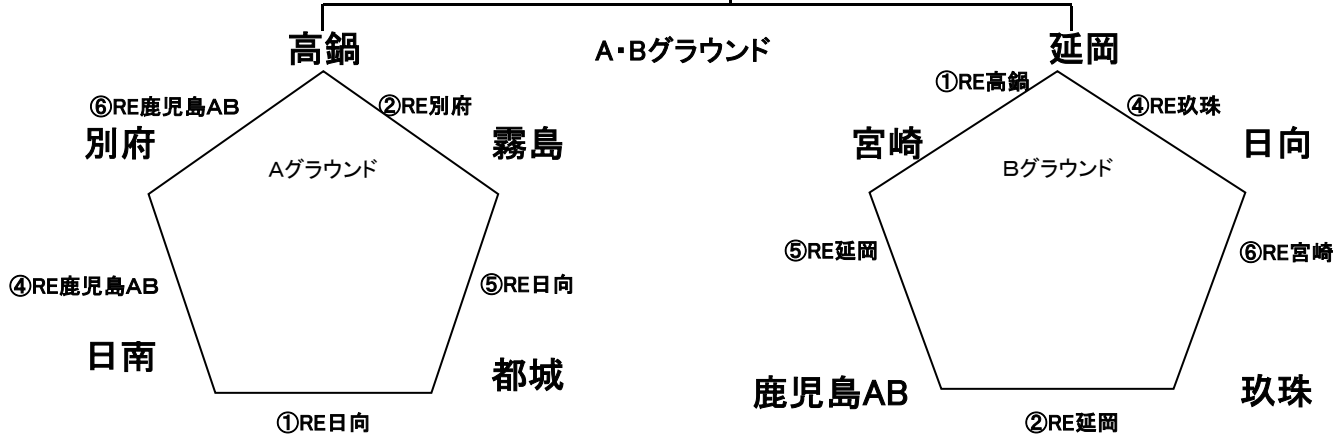 高鍋
A・Bグラウンド
延岡
⑥RE鹿児島AB
②RE別府
①RE高鍋
④RE玖珠
別府
霧島
宮崎
日向
Aグラウンド
Bグラウンド
⑤RE延岡
⑥RE宮崎
④RE鹿児島AB
⑤RE日向
日南
都城
鹿児島AB
玖珠
①RE日向
②RE延岡